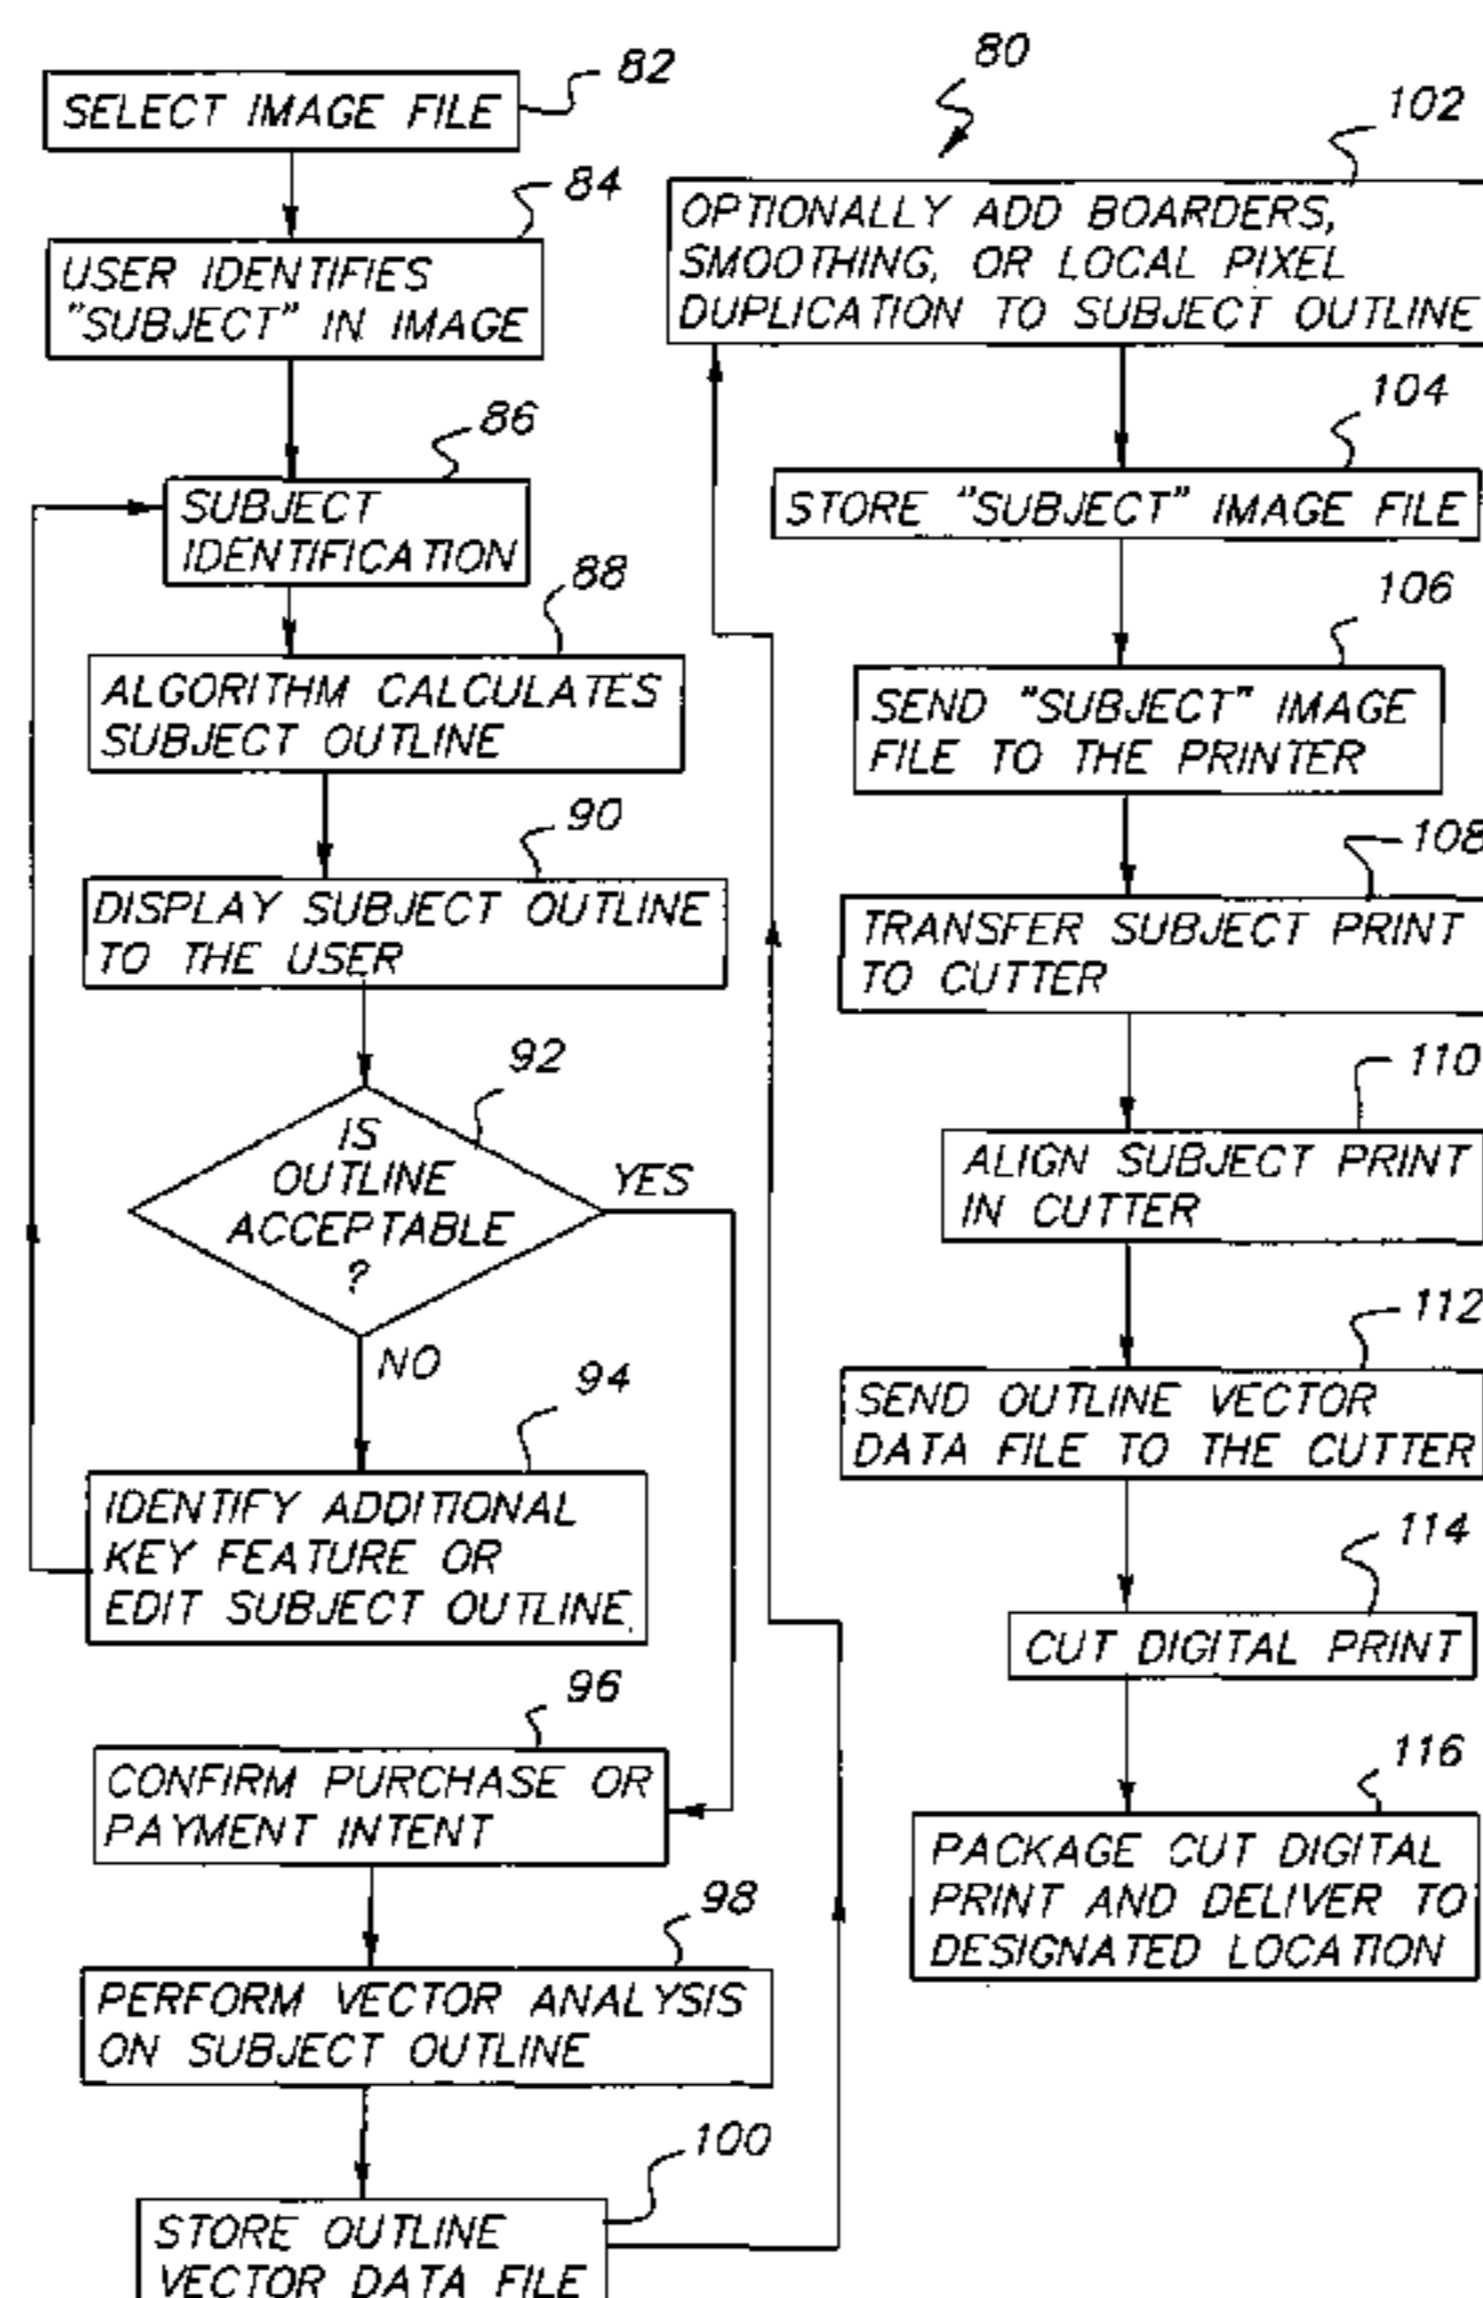 82
SELECT IMAGE FILE
84
USER IDENTIFIES
"SUBJECT" IN IMAGE
86
SUBJECT
IDENTIFICATION
88
ALGORITHM CALCULATES
SUBJECT OUTLINE
90
DISPLAY SUBJECT OUTLINE
TO THE USER
92
IS
OUTLINE
ACCEPTABLE
?
YES
NO
94
IDENTIFY ADDITIONAL
KEY FEATURE OR
EDIT SUBJECT OUTLINE
96
CONFIRM PURCHASE OR
PAYMENT INTENT
98
PERFORM VECTOR ANALYSIS
ON SUBJECT OUTLINE
100
STORE OUTLINE
VECTOR DATA FILE
80
102
OPTIONALLY ADD BOARDERS,
SMOOTHING, OR LOCAL PIXEL
DUPLICATION TO SUBJECT OUTLINE
104
STORE "SUBJECT" IMAGE FILE
106
SEND "SUBJECT" IMAGE
FILE TO THE PRINTER
108
TRANSFER SUBJECT PRINT
TO CUTTER
110
ALIGN SUBJECT PRINT
IN CUTTER
112
SEND OUTLINE VECTOR
DATA FILE TO THE CUTTER
114
CUT DIGITAL PRINT
116
PACKAGE CUT DIGITAL
PRINT AND DELIVER TO
DESIGNATED LOCATION